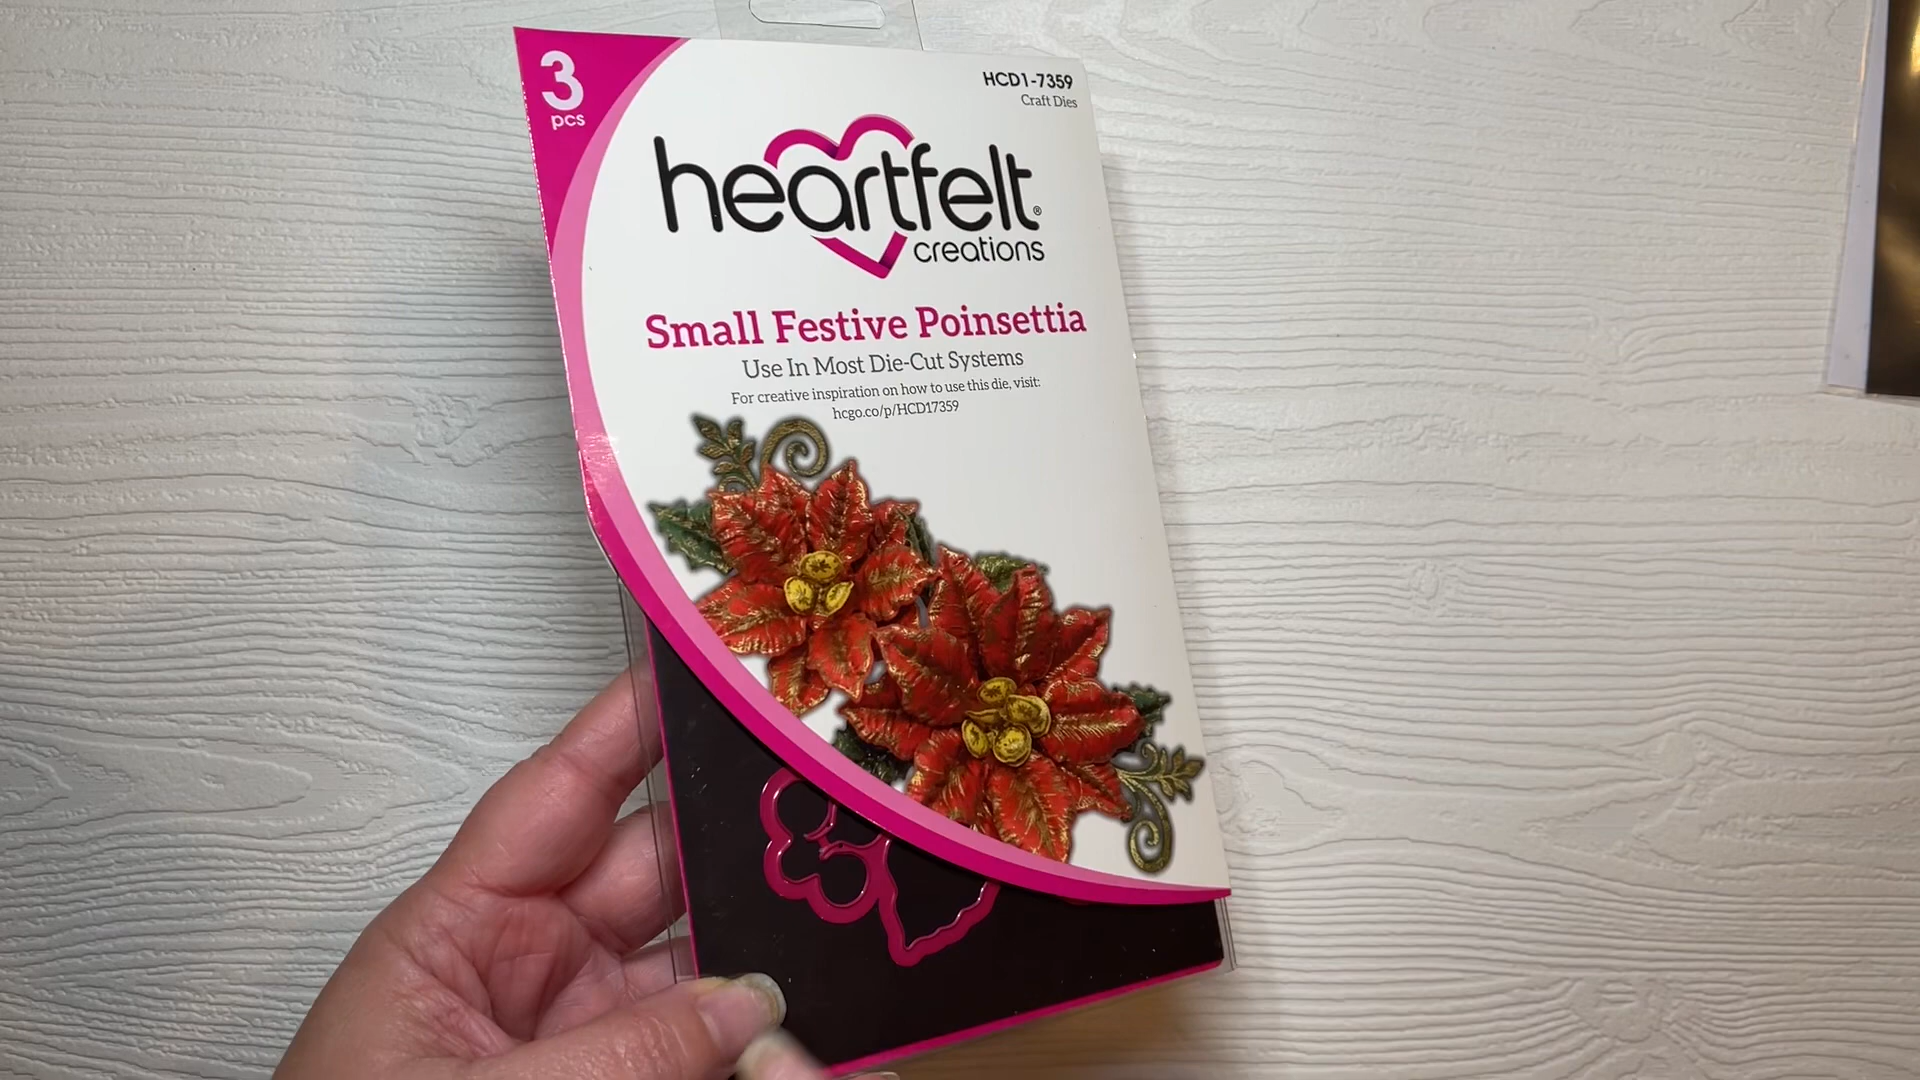 3
pcs
HCD1-7359
Craft Dies
heartfelt®
creations
Small Festive Poinsettia
Use In Most Die-Cut Systems
For creative inspiration on how to use this die, visit:
hcgo.co/p/HCD17359